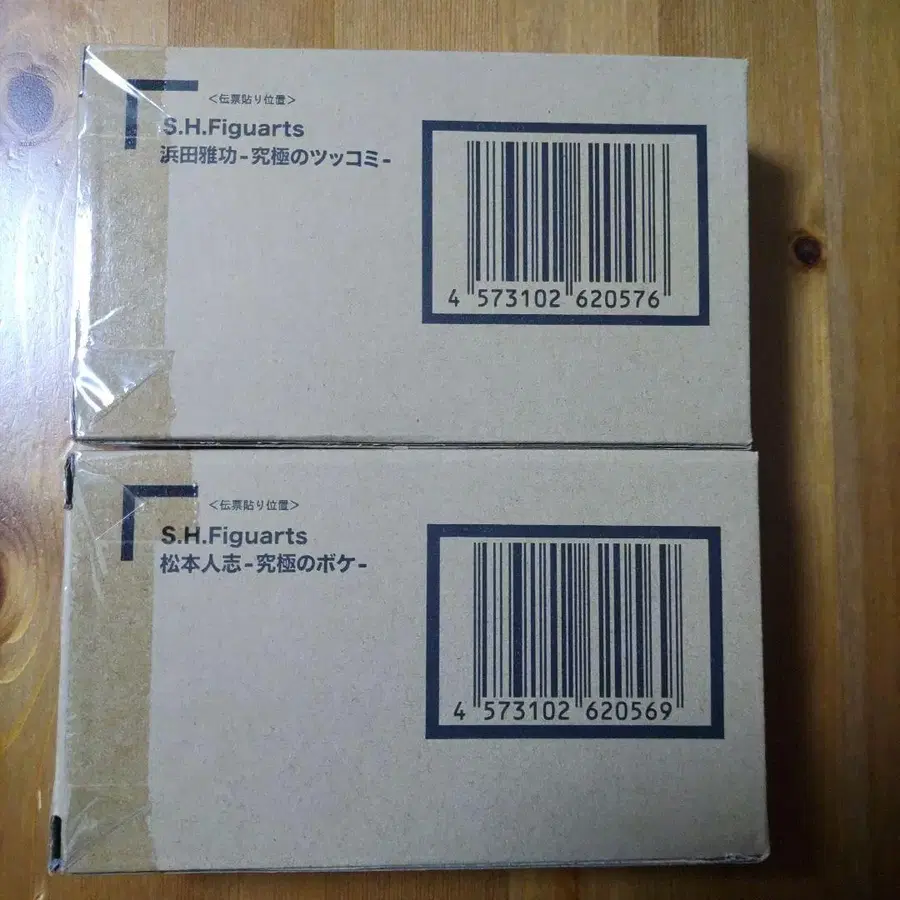 <伝票貼り位置>
S.H.Figuarts
浜田雅功-究極のツッコミ-
4 573102 620576
<伝票貼り位置>
S.H.Figuarts
松本人志-究極のボケ-
4 573102 620569